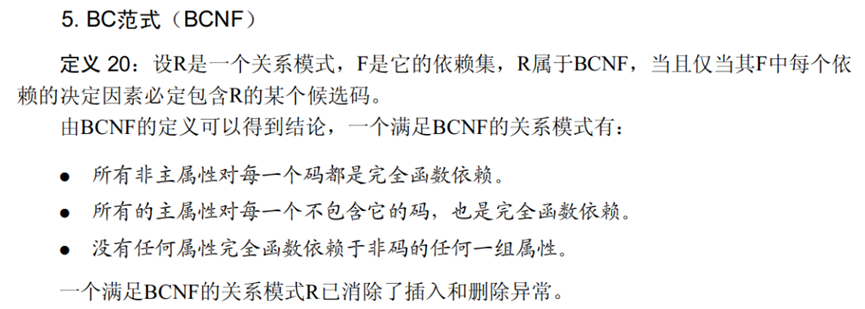 5. BC范式（BCNF）
定义 20：设R是一个关系模式，F是它的依赖集，R属于BCNF，当且仅当其F中每个依
赖的决定因素必定包含R的某个候选码。
由BCNF的定义可以得到结论，一个满足BCNF的关系模式有：
● 所有非主属性对每一个码都是完全函数依赖。
● 所有的主属性对每一个不包含它的码，也是完全函数依赖。
● 没有任何属性完全函数依赖于非码的任何一组属性。
一个满足BCNF的关系模式R已消除了插入和删除异常。